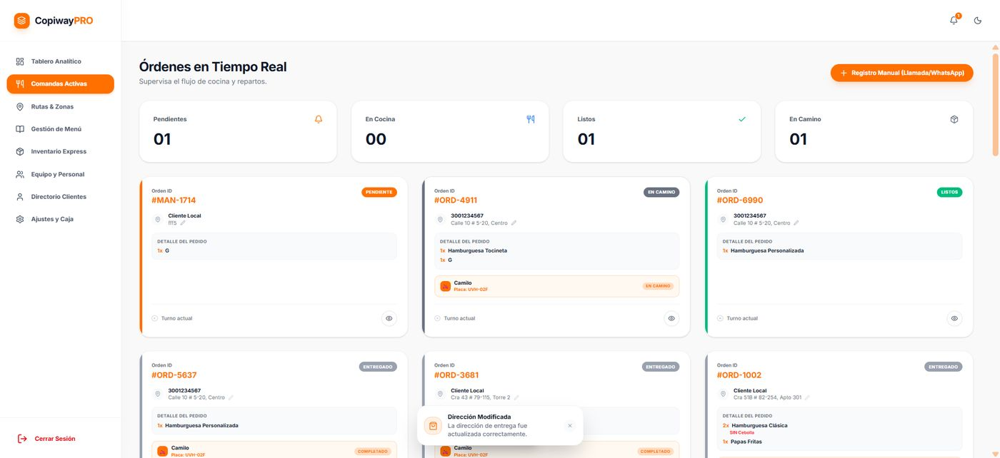 CopiwayPRO
1
Tablero Analítico
Comandas Activas
Rutas & Zonas
Gestión de Menú
Inventario Express
Equipo y Personal
Directorio Clientes
Ajustes y Caja
Cerrar Sesión
Órdenes en Tiempo Real
Supervisa el flujo de cocina y repartos.
Registro Manual (Llamada/WhatsApp)
Pendientes
01
En Cocina
00
Listos
01
En Camino
01
Orden ID
#MAN-1714
PENDIENTE
Cliente Local
fff5
DETALLE DEL PEDIDO
1x G
Turno actual
Orden ID
#ORD-4911
EN CAMINO
3001234567
Calle 10 # 5-20, Centro
DETALLE DEL PEDIDO
1x Hamburguesa Tocineta
1x G
Camilo
Placa: UVH-02F
EN CAMINO
Turno actual
Orden ID
#ORD-6990
LISTOS
3001234567
Calle 10 # 5-20, Centro
DETALLE DEL PEDIDO
1x Hamburguesa Personalizada
Turno actual
Orden ID
#ORD-5637
ENTREGADO
3001234567
Calle 10 # 5-20, Centro
DETALLE DEL PEDIDO
1x Hamburguesa Personalizada
Camilo
Placa: UVH-02F
COMPLETADO
Orden ID
#ORD-3681
ENTREGADO
Cliente Local
Cra 43 # 79-115, Torre 2
Camilo
Placa: UVH-02F
COMPLETADO
Orden ID
#ORD-1002
ENTREGADO
Cliente Local
Cra 51B # 82-254, Apto 301
DETALLE DEL PEDIDO
2x Hamburguesa Clásica
SIN Cebolla
1x Papas Fritas
Dirección Modificada
La dirección de entrega fue
actualizada correctamente.